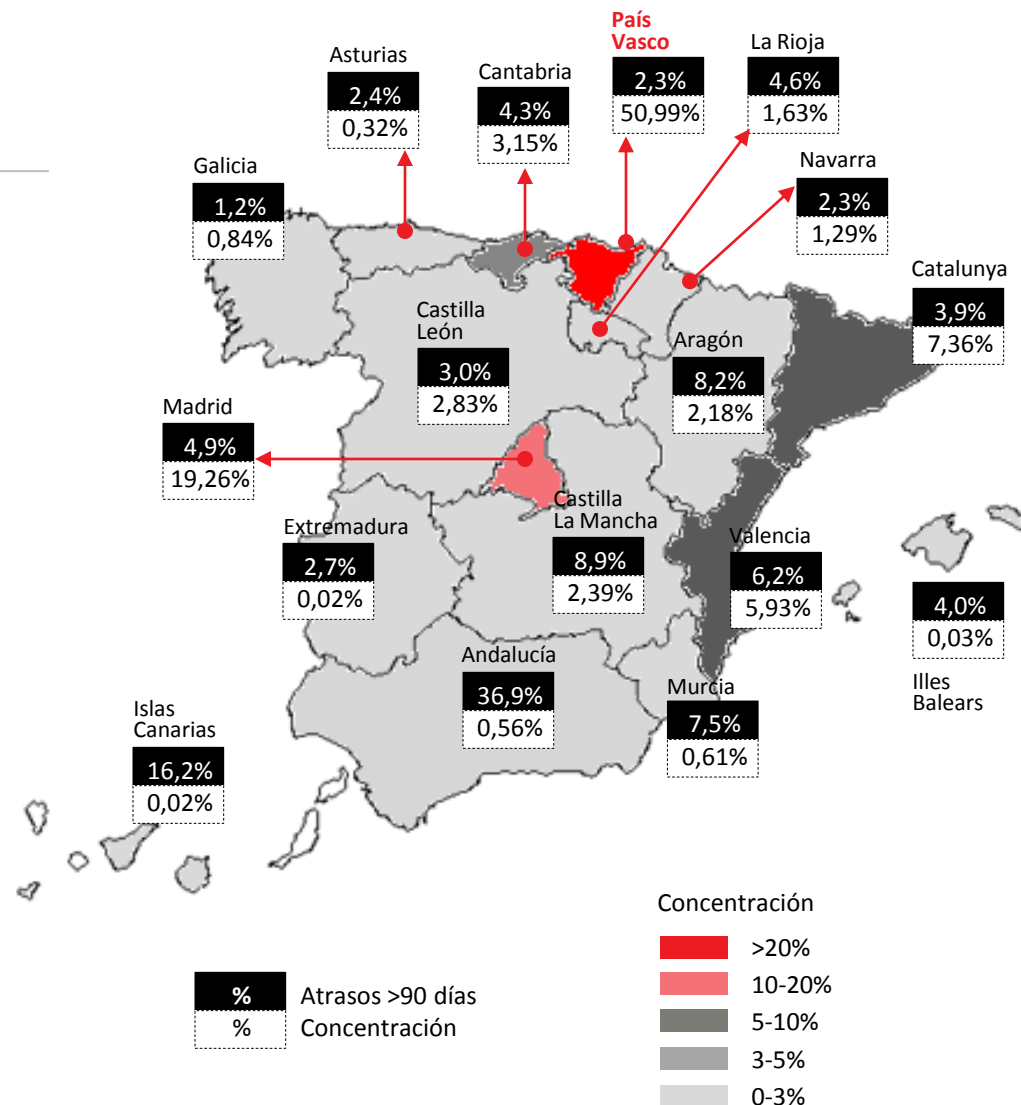 País
Vasco
2,3%
50,99%
La Rioja
4,6%
1,63%
Asturias
2,4%
0,32%
Cantabria
4,3%
3,15%
Navarra
2,3%
1,29%
Galicia
1,2%
0,84%
Catalunya
3,9%
7,36%
Castilla
León
3,0%
2,83%
Aragón
8,2%
2,18%
Madrid
4,9%
19,26%
Castilla
La Mancha
8,9%
2,39%
Extremadura
2,7%
0,02%
Valencia
6,2%
5,93%
4,0%
0,03%
Illes
Balears
Andalucía
36,9%
0,56%
Murcia
7,5%
0,61%
Islas
Canarias
16,2%
0,02%
% Atrasos >90 días
% Concentración
Concentración
>20%
10-20%
5-10%
3-5%
0-3%